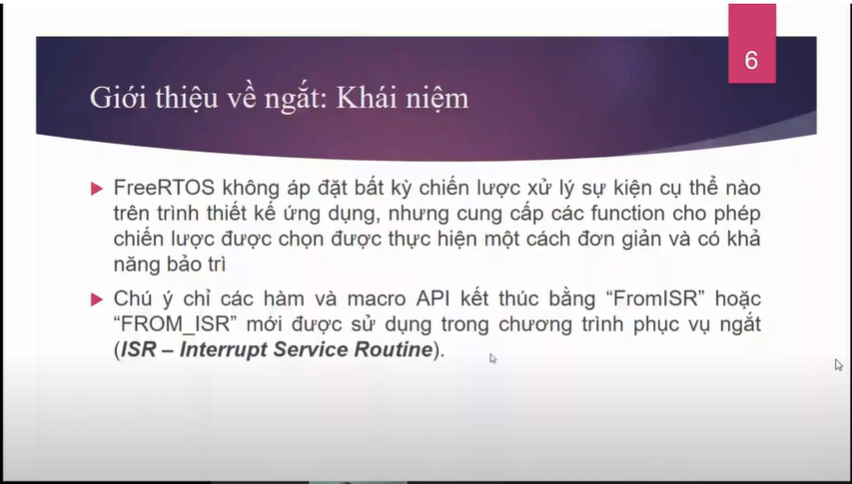 6
Giới thiệu về ngắt: Khái niệm
FreeRTOS không áp đặt bất kỳ chiến lược xử lý sự kiện cụ thể nào
trên trình thiết kế ứng dụng, nhưng cung cấp các function cho phép
chiến lược được chọn được thực hiện một cách đơn giản và có khả
năng bảo trì
Chú ý chỉ các hàm và macro API kết thúc bằng “FromISR” hoặc
“FROM_ISR” mới được sử dụng trong chương trình phục vụ ngắt
(ISR – Interrupt Service Routine).